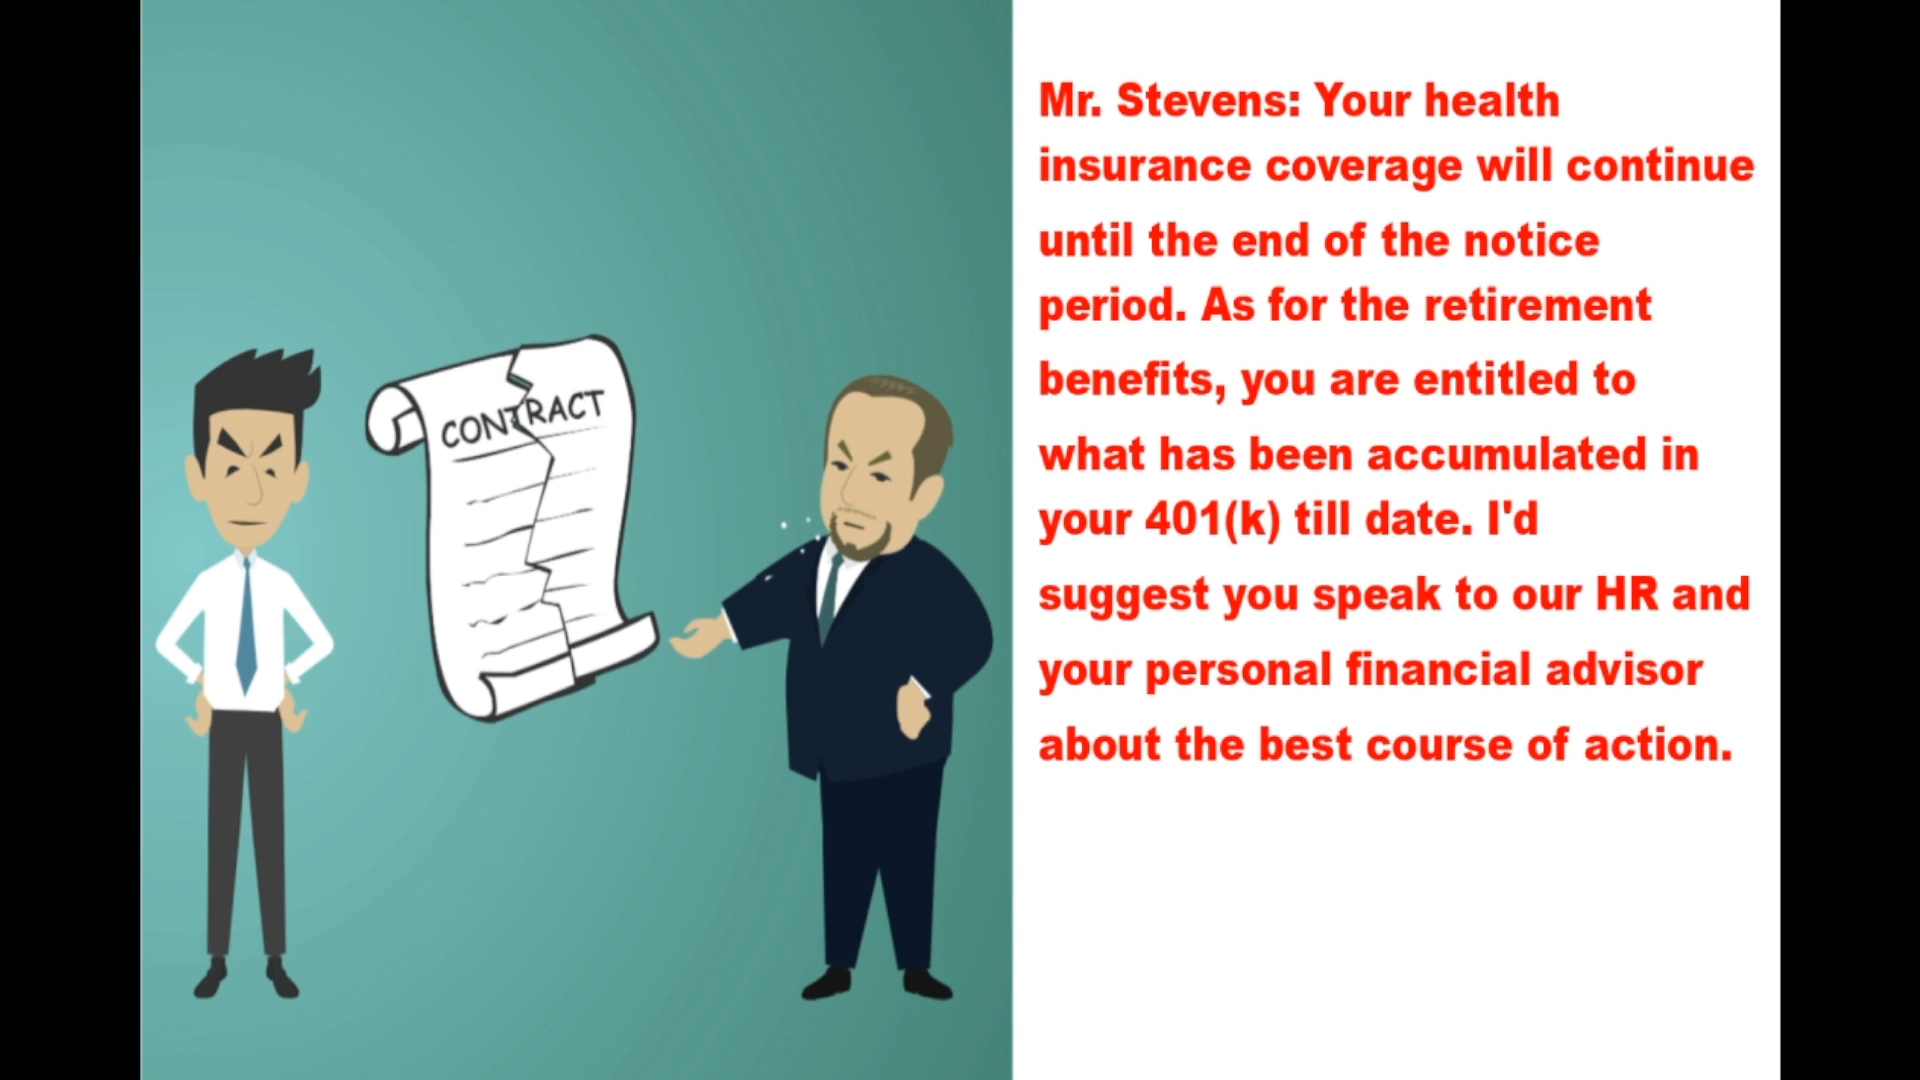 CONTRACT
Mr. Stevens: Your health
insurance coverage will continue
until the end of the notice
period. As for the retirement
benefits, you are entitled to
what has been accumulated in
your 401(k) till date. I'd
suggest you speak to our HR and
your personal financial advisor
about the best course of action.